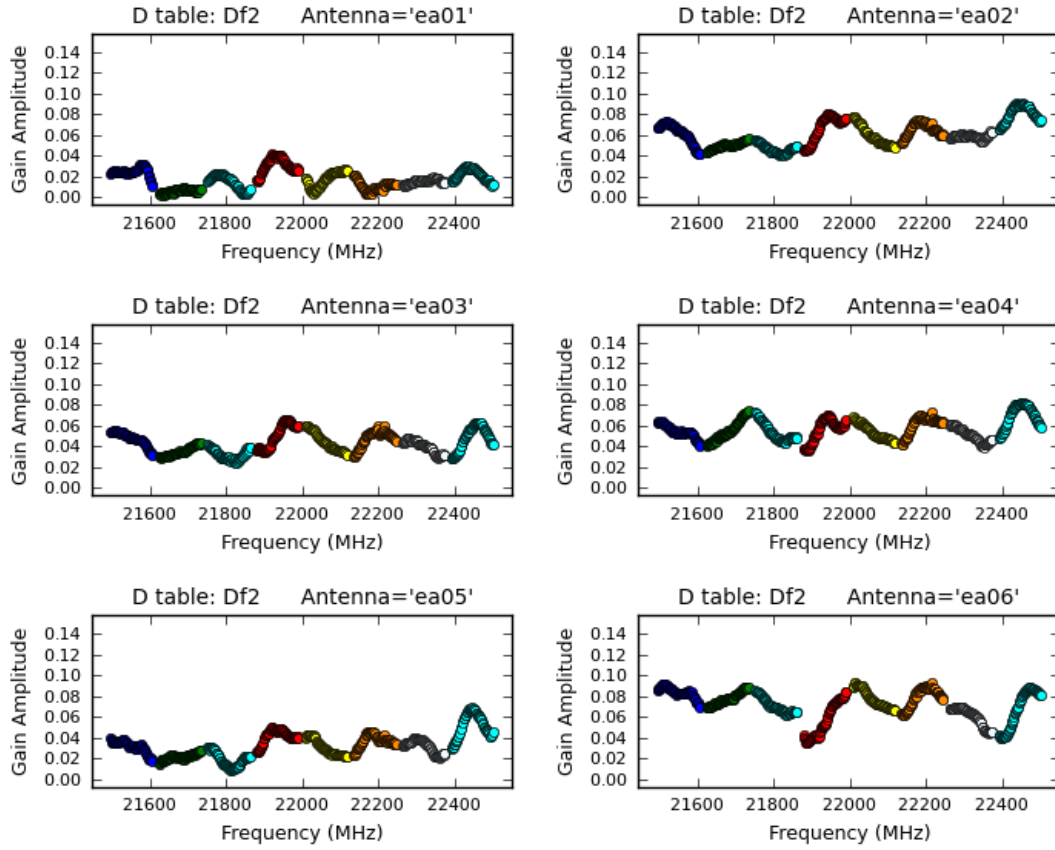 D table: Df2 Antenna='ea01'
Gain Amplitude
0.14
0.12
0.10
0.08
0.06
0.04
0.02
0.00
21600 21800 22000 22200 22400
Frequency (MHz)
D table: Df2 Antenna='ea02'
Gain Amplitude
0.14
0.12
0.10
0.08
0.06
0.04
0.02
0.00
21600 21800 22000 22200 22400
Frequency (MHz)
D table: Df2 Antenna='ea03'
Gain Amplitude
0.14
0.12
0.10
0.08
0.06
0.04
0.02
0.00
21600 21800 22000 22200 22400
Frequency (MHz)
D table: Df2 Antenna='ea04'
Gain Amplitude
0.14
0.12
0.10
0.08
0.06
0.04
0.02
0.00
21600 21800 22000 22200 22400
Frequency (MHz)
D table: Df2 Antenna='ea05'
Gain Amplitude
0.14
0.12
0.10
0.08
0.06
0.04
0.02
0.00
21600 21800 22000 22200 22400
Frequency (MHz)
D table: Df2 Antenna='ea06'
Gain Amplitude
0.14
0.12
0.10
0.08
0.06
0.04
0.02
0.00
21600 21800 22000 22200 22400
Frequency (MHz)